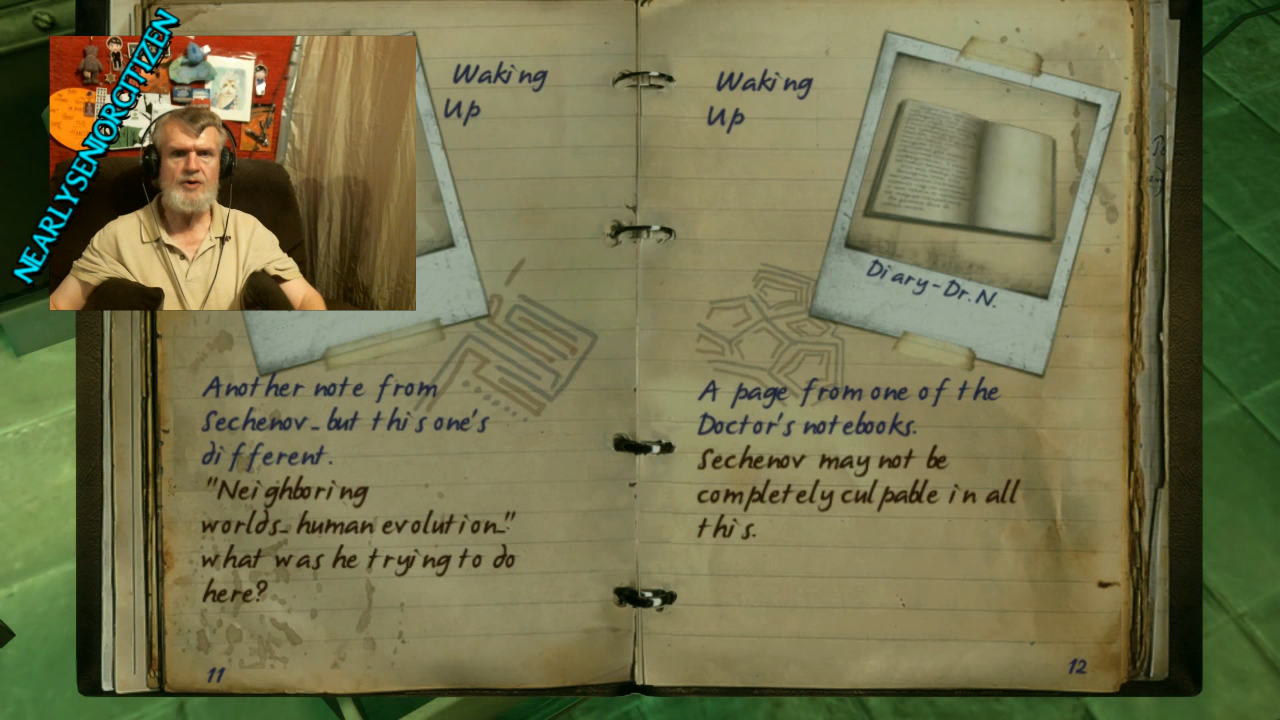 NEARLYSENIORCITIZEN
Waking
Up
Another note from
Sechenov...but this one's
different.
"Neighboring
worlds...human evolution..."
what was he trying to do
here?
11
Waking
Up
Diary-Dr.N.
A page from one of the
Doctor's notebooks.
Sechenov may not be
completely culpable in all
this.
12